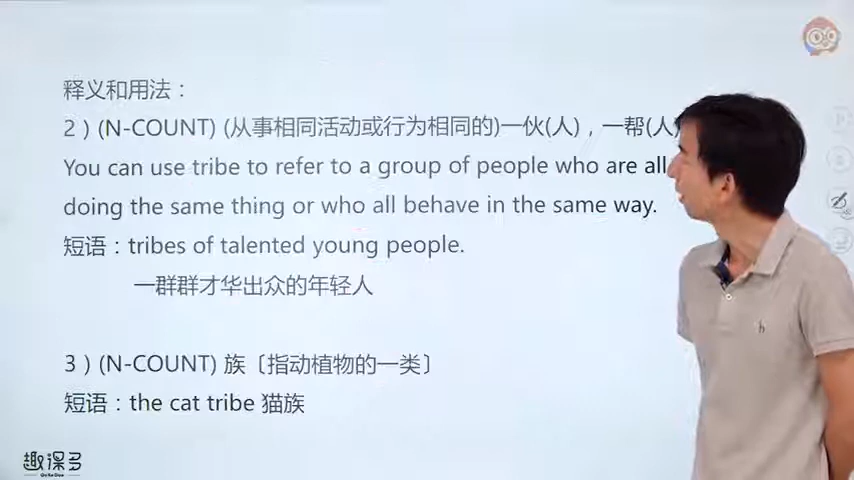 释义和用法：
2）(N-COUNT) (从事相同活动或行为相同的)一伙(人)，一帮(人)
You can use tribe to refer to a group of people who are all
doing the same thing or who all behave in the same way.
短语：tribes of talented young people.
一群群才华出众的年轻人
3）(N-COUNT) 族〔指动植物的一类〕
短语：the cat tribe 猫族
趣课多